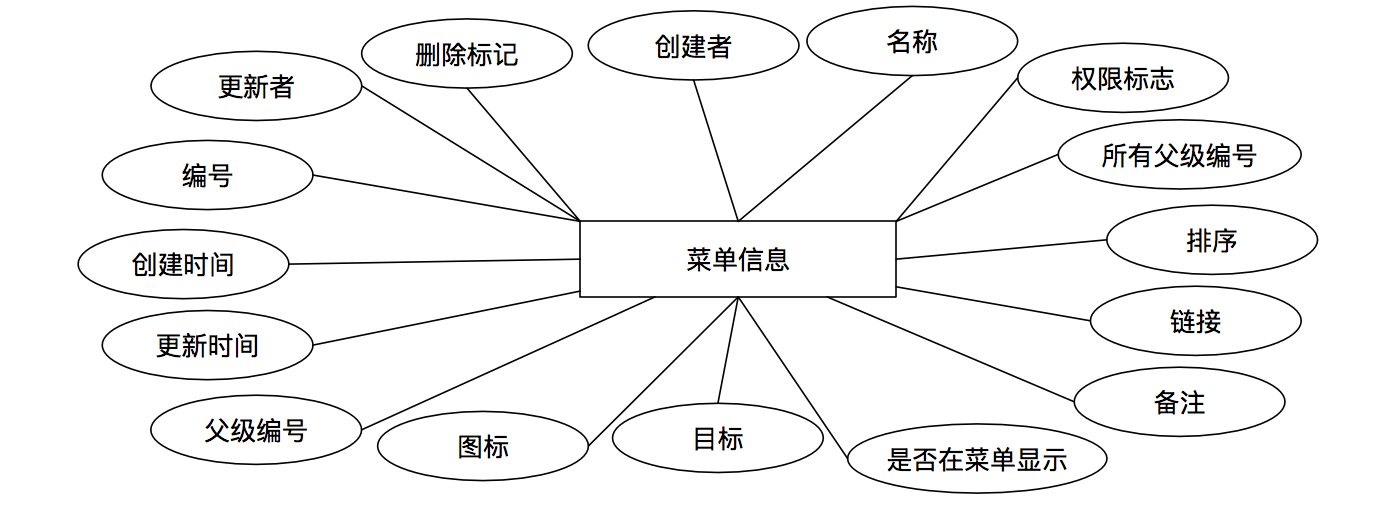 名称
创建者
删除标记
权限标志
更新者
所有父级编号
编号
排序
菜单信息
创建时间
链接
更新时间
备注
父级编号
目标
图标
是否在菜单显示